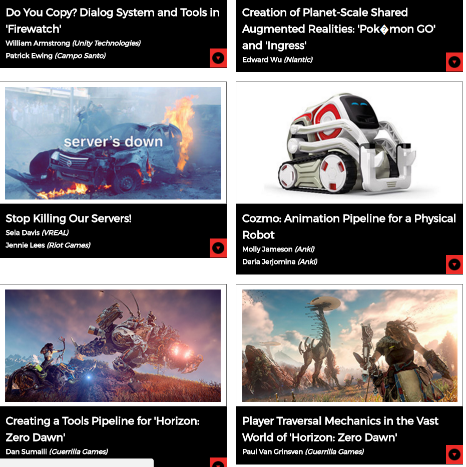 Do You Copy? Dialog System and Tools in
'Firewatch'
William Armstrong (Unity Technologies)
Patrick Ewing (Campo Santo)
Creation of Planet-Scale Shared
Augmented Realities: 'Pok�mon GO'
and 'Ingress'
Edward Wu (Niantic)
server's down
Stop Killing Our Servers!
Sela Davis (VREAL)
Jennie Lees (Riot Games)
Cozmo: Animation Pipeline for a Physical
Robot
Molly Jameson (Anki)
Daria Jerjomina (Anki)
Creating a Tools Pipeline for 'Horizon:
Zero Dawn'
Dan Sumaili (Guerrilla Games)
Player Traversal Mechanics in the Vast
World of 'Horizon: Zero Dawn'
Paul Van Grinsven (Guerrilla Games)